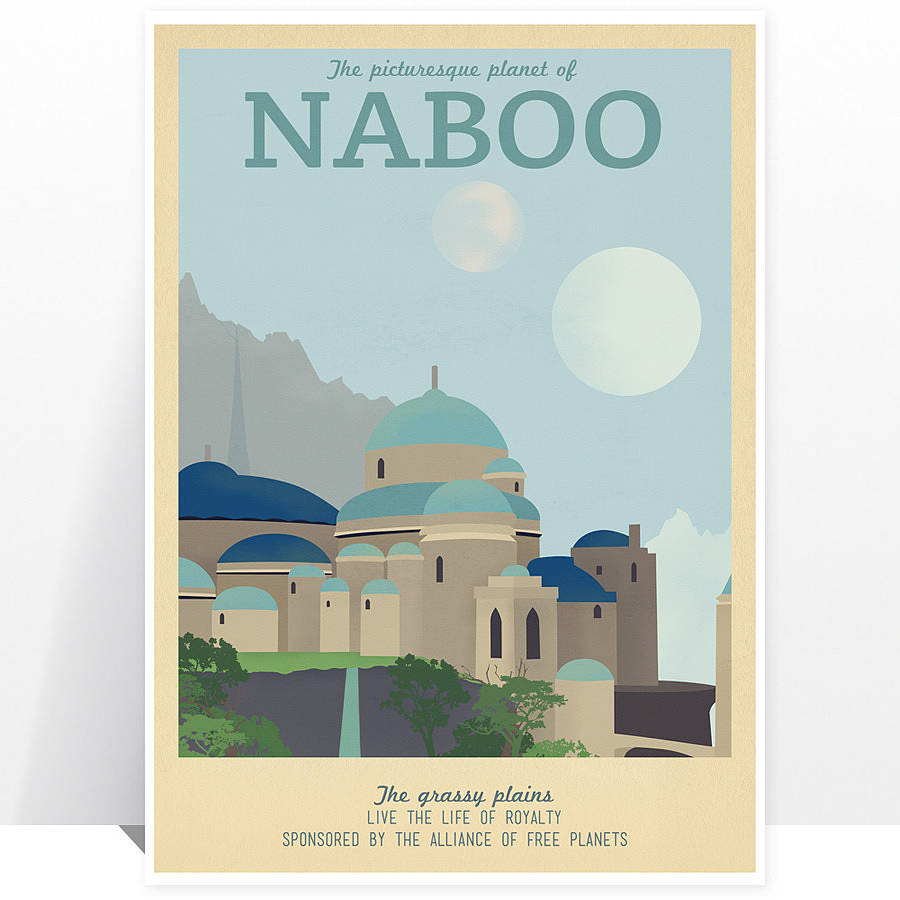 The picturesque planet of
NABOO
The grassy plains
LIVE THE LIFE OF ROYALTY
SPONSORED BY THE ALLIANCE OF FREE PLANETS